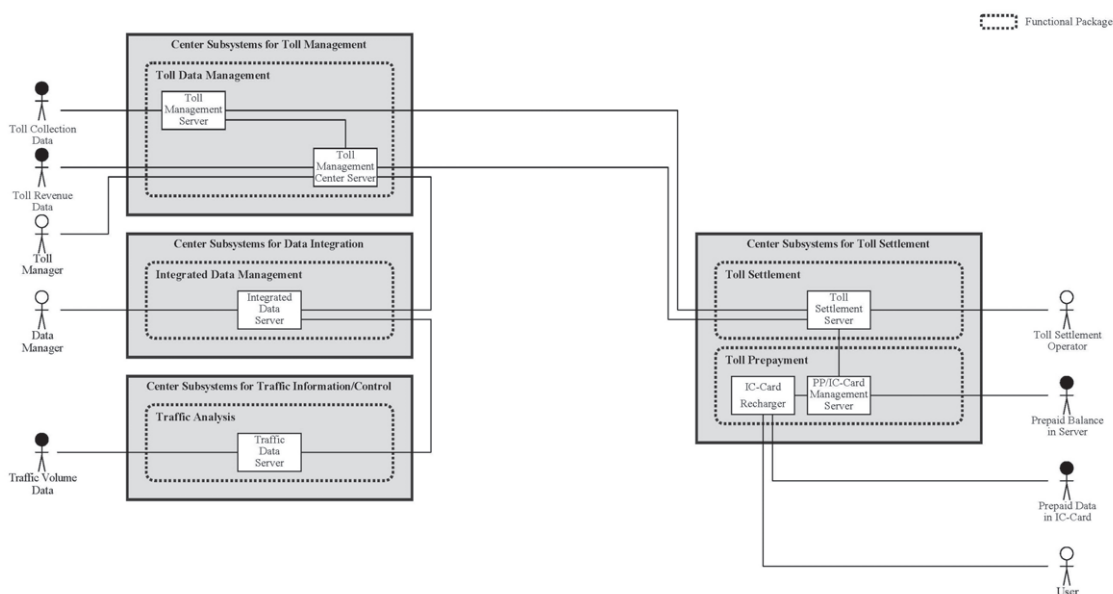 Functional Package
Center Subsystems for Toll Management
Toll Data Management
Toll
Management
Server
Toll
Management
Center Server
Toll Collection
Data
Toll Revenue
Data
Toll
Manager
Center Subsystems for Data Integration
Integrated Data Management
Integrated
Data
Server
Data
Manager
Center Subsystems for Traffic Information/Control
Traffic Analysis
Traffic
Data
Server
Traffic Volume
Data
Center Subsystems for Toll Settlement
Toll Settlement
Toll
Settlement
Server
Toll Prepayment
IC-Card
Recharger
PP/IC-Card
Management
Server
Toll Settlement
Operator
Prepaid Balance
in Server
Prepaid Data
in IC-Card
User